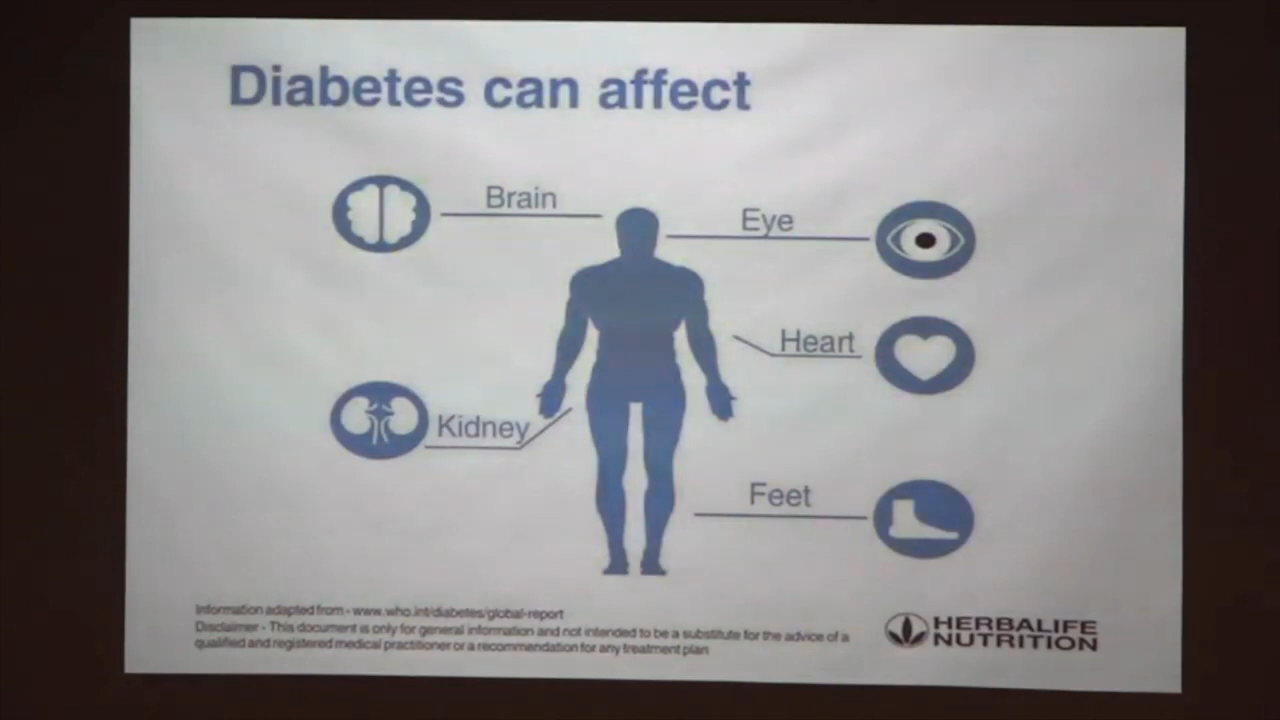 Diabetes can affect
Brain
Eye
Heart
Kidney
Feet
Information adapted from - www.who.int/diabetes/global-report
Disclaimer - This document is only for general information and not intended to be a substitute for the advice of a
qualified and registered medical practitioner or a recommendation for any treatment plan
HERBALIFE
NUTRITION